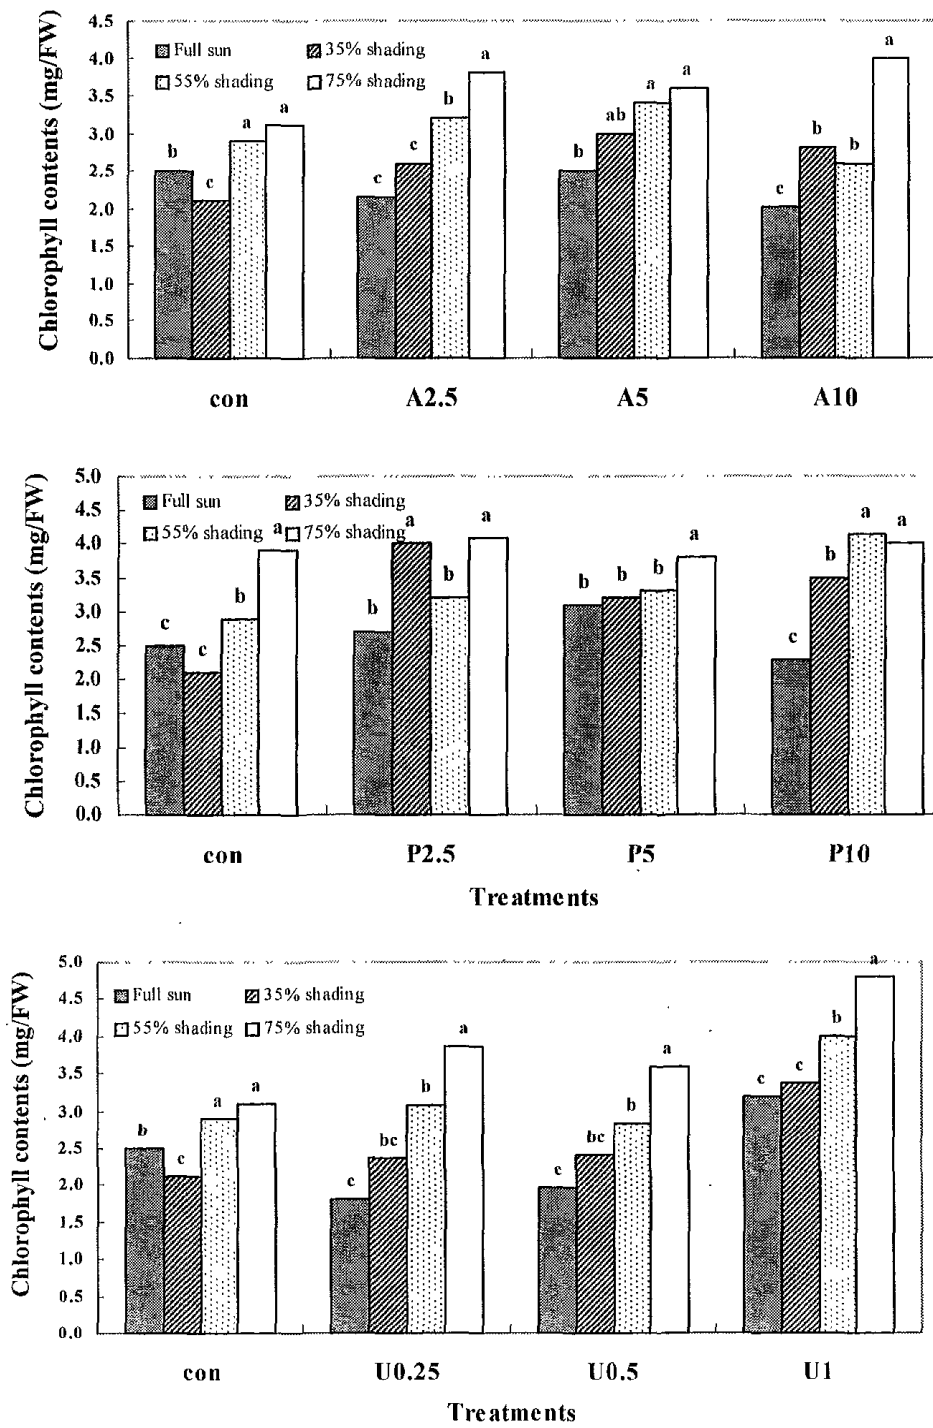 Chlorophyll contents (mg/FW)
4.5
4.0
3.5
3.0
2.5
2.0
1.5
1.0
0.5
0.0
Full sun 35% shading
55% shading 75% shading
b c a a
c c b a
b ab a a
c b b a
con A2.5 A5 A10
Chlorophyll contents (mg/FW)
5.0
4.5
4.0
3.5
3.0
2.5
2.0
1.5
1.0
0.5
0.0
Full sun 35% shading
55% shading 75% shading
c c b a
b a b a
b b b a
c b a a
con P2.5 P5 P10
Treatments
Chlorophyll contents (mg/FW)
5.0
4.5
4.0
3.5
3.0
2.5
2.0
1.5
1.0
0.5
0.0
Full sun 35% shading
55% shading 75% shading
b c a a
c bc b a
c bc b a
c c b a
con U0.25 U0.5 U1
Treatments